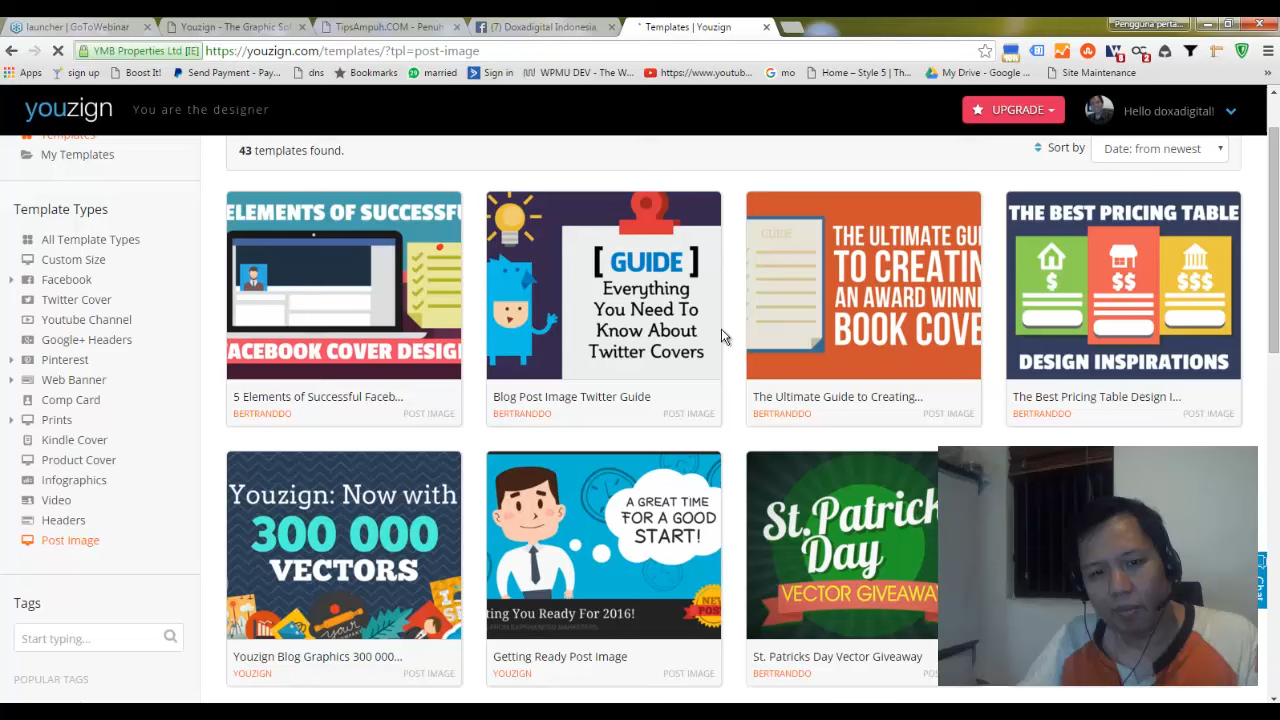 launcher | GoToWebinar
Youzign - The Graphic Sof
TipsAmpuh.COM - Penuh
(7) Doxadigital Indonesia
Templates | Youzign
Pengguna perta...
YMB Properties Ltd [IE]
https://youzign.com/templates/?tpl=post-image
Apps
sign up
Boost It!
Send Payment - Pay...
dns
Bookmarks
married
Sign in
WPMU DEV - The W...
https://www.youtub...
mo
Home – Style 5 | Th...
My Drive - Google ...
Site Maintenance
»
youzign
You are the designer
UPGRADE
Hello doxadigital!
Templates
My Templates
43 templates found.
Sort by
Date: from newest
Template Types
All Template Types
Custom Size
Facebook
Twitter Cover
Youtube Channel
Google+ Headers
Pinterest
Web Banner
Comp Card
Prints
Kindle Cover
Product Cover
Infographics
Video
Headers
Post Image
Tags
Start typing...
POPULAR TAGS
ELEMENTS OF SUCCESSFU
FACEBOOK COVER DESIG
5 Elements of Successful Faceb...
BERTRANDDO
POST IMAGE
[ GUIDE ]
Everything
You Need To
Know About
Twitter Covers
Blog Post Image Twitter Guide
BERTRANDDO
POST IMAGE
GUIDE
THE ULTIMATE GUI
TO CREATIN
AN AWARD WINN
BOOK COVE
The Ultimate Guide to Creating...
BERTRANDDO
POST IMAGE
THE BEST PRICING TABLE
$
$$
$$$
DESIGN INSPIRATIONS
The Best Pricing Table Design I...
BERTRANDDO
POST IMAGE
Youzign: Now with
300 000
VECTORS
Youzign Blog Graphics 300 000...
YOUZIGN
POST IMAGE
A GREAT TIME
FOR A GOOD
START!
ting You Ready For 2016!
Getting Ready Post Image
YOUZIGN
POST IMAGE
St.Patrick
Day
VECTOR GIVEAWAY
St. Patricks Day Vector Giveaway
BERTRANDDO
POST IMAGE
Chat